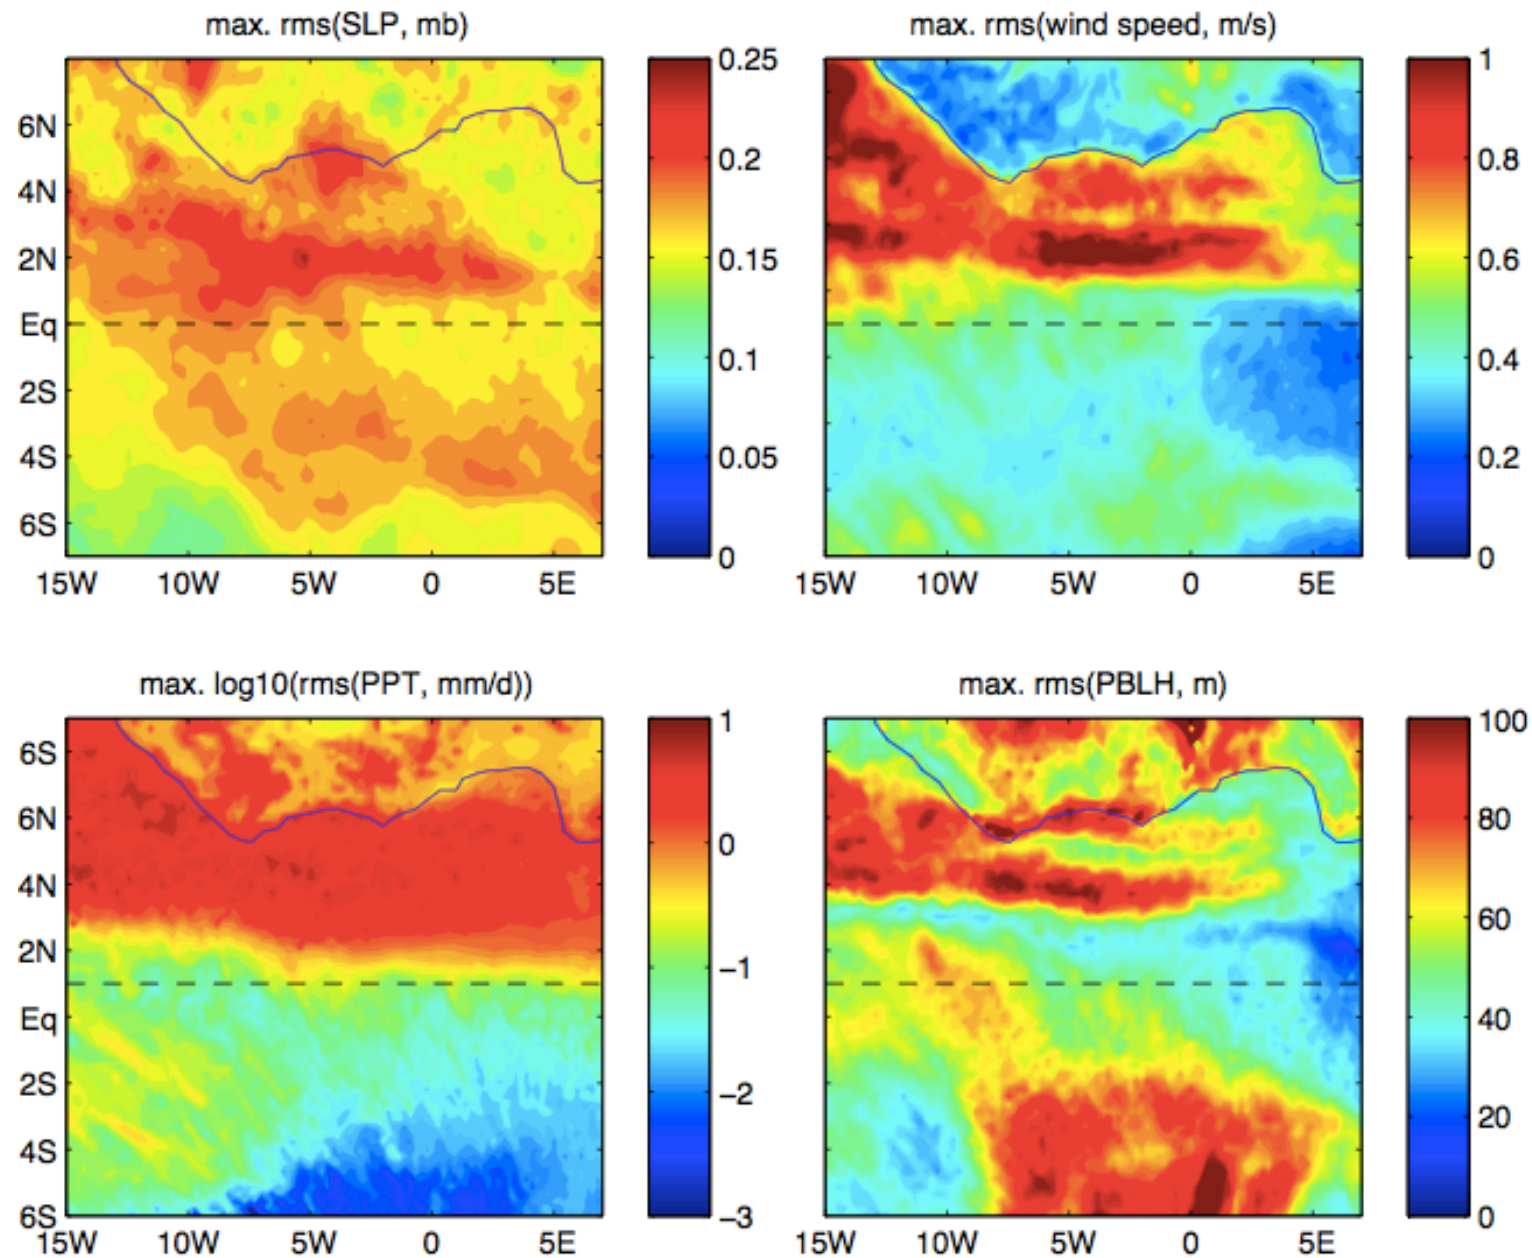 max. rms(SLP, mb)
max. rms(wind speed, m/s)
6N
4N
2N
Eq
2S
4S
6S
15W 10W 5W 0 5E
0.25
0.2
0.15
0.1
0.05
0
15W 10W 5W 0 5E
1
0.8
0.6
0.4
0.2
0
max. log10(rms(PPT, mm/d))
max. rms(PBLH, m)
6S
6N
4N
2N
Eq
2S
4S
6S
15W 10W 5W 0 5E
1
0
−1
−2
−3
15W 10W 5W 0 5E
100
80
60
40
20
0